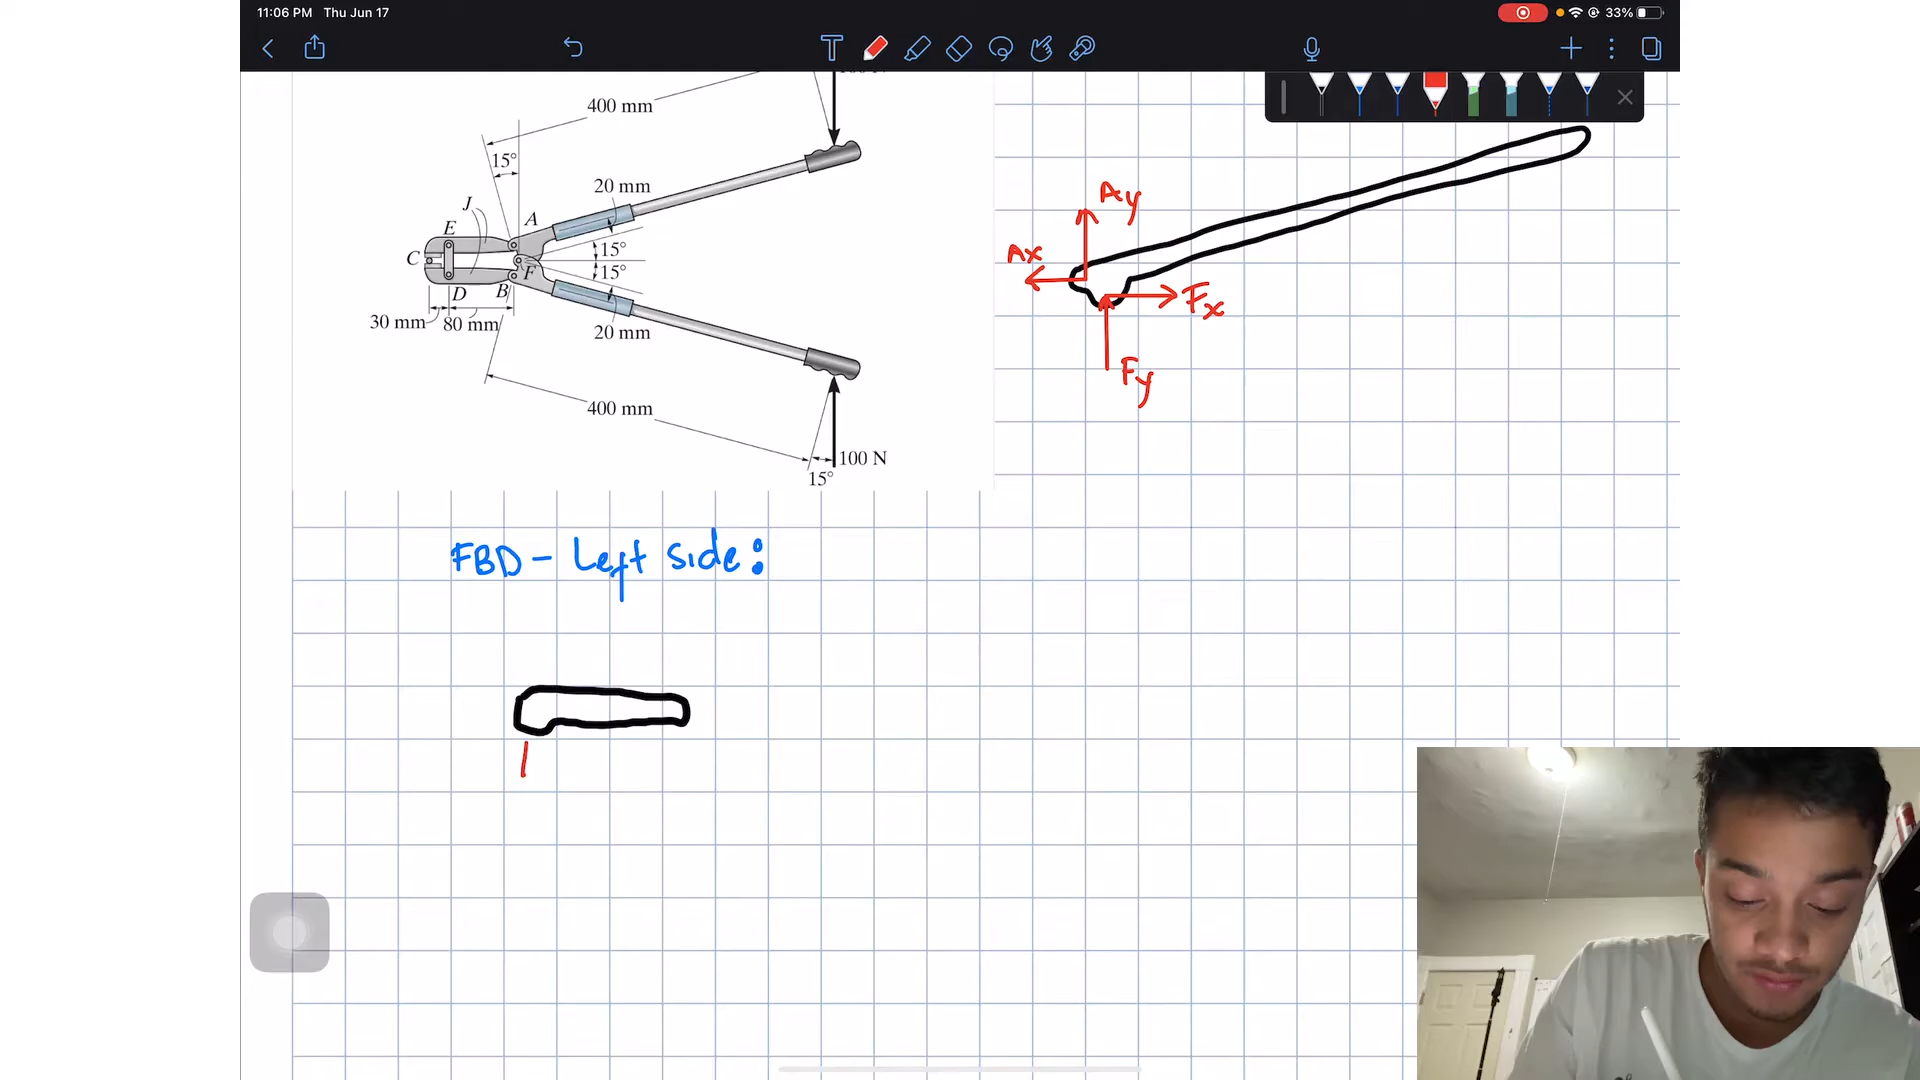 11:06 PM Thu Jun 17
33%
400 mm
15°
20 mm
J
A
E
15°
C
F
15°
D
B
30 mm
80 mm
20 mm
400 mm
100 N
15°
Ay
Ax
Fx
Fy
FBD - Left side: